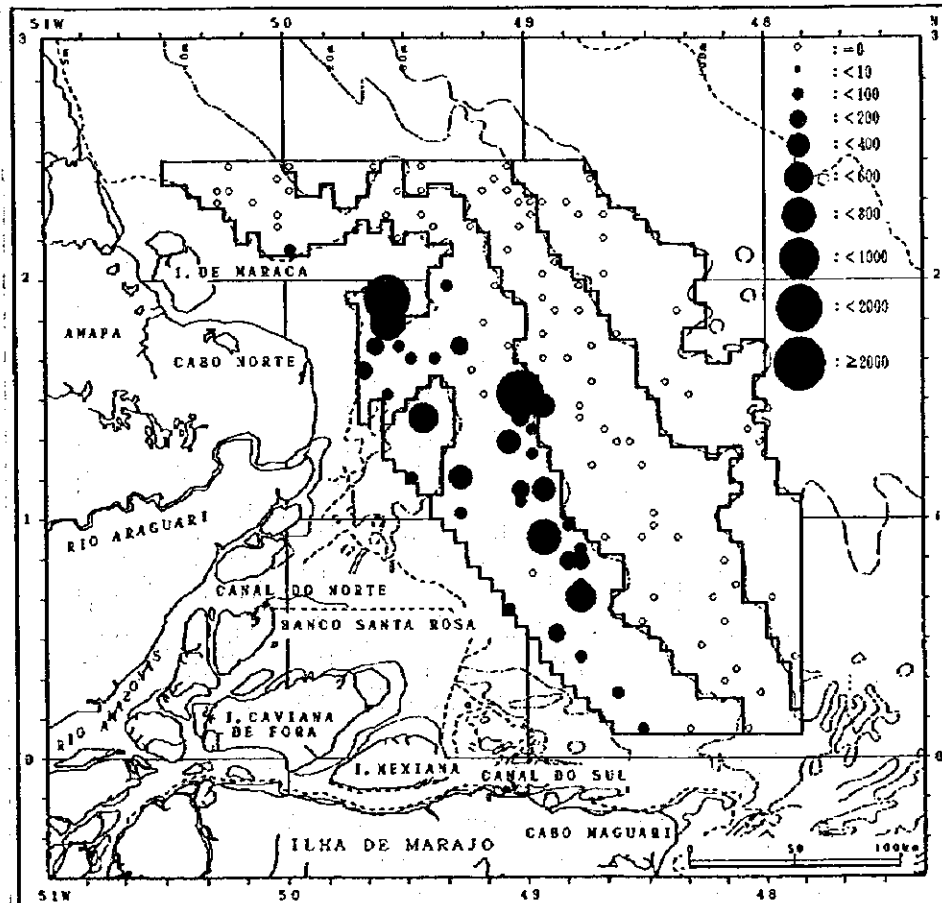 51W 50 49 48 N
3 3
: =0
: <10
: <100
: <200
: <400
: <600
: <800
: <1000
: <2000
: ≥2000
2 2
I. DE MARACA
AMAPA
CABO NORTE
1 1
RIO ARAGUARI
CANAL DO NORTE
BANCO SANTA ROSA
RIO AMAZONAS
I. CAVIANA
DE FORA
0 0
I. MEXIANA
CANAL DO SUL
CABO MAGUARI
ILHA DE MARAJO
50 100km
51W 50 49 48